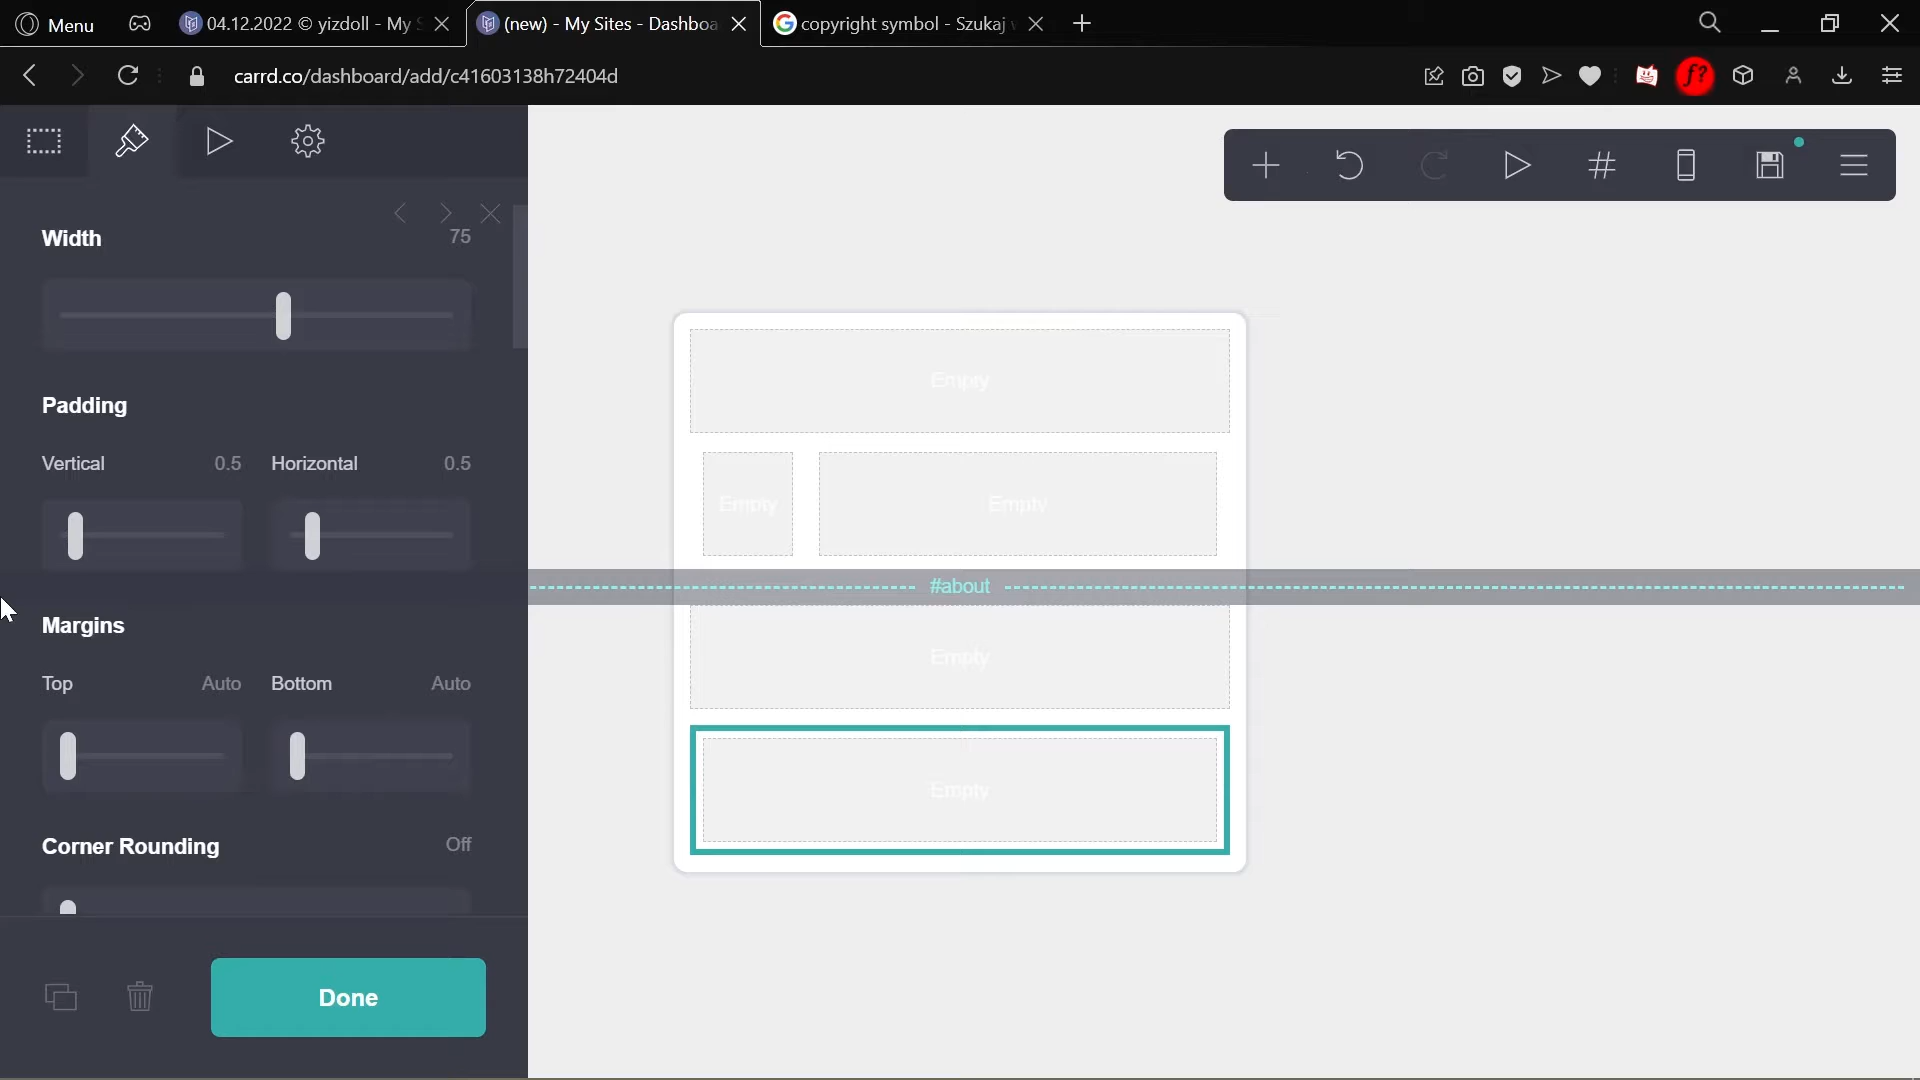 Menu
04.12.2022 © yizdoll - My S
(new) - My Sites - Dashboa
copyright symbol - Szukaj w
carrd.co/dashboard/add/c41603138h72404d
f?
Width 75
Padding
Vertical 0.5 Horizontal 0.5
Margins
Top Auto Bottom Auto
Corner Rounding Off
Done
Empty
Empty Empty
#about
Empty
Empty